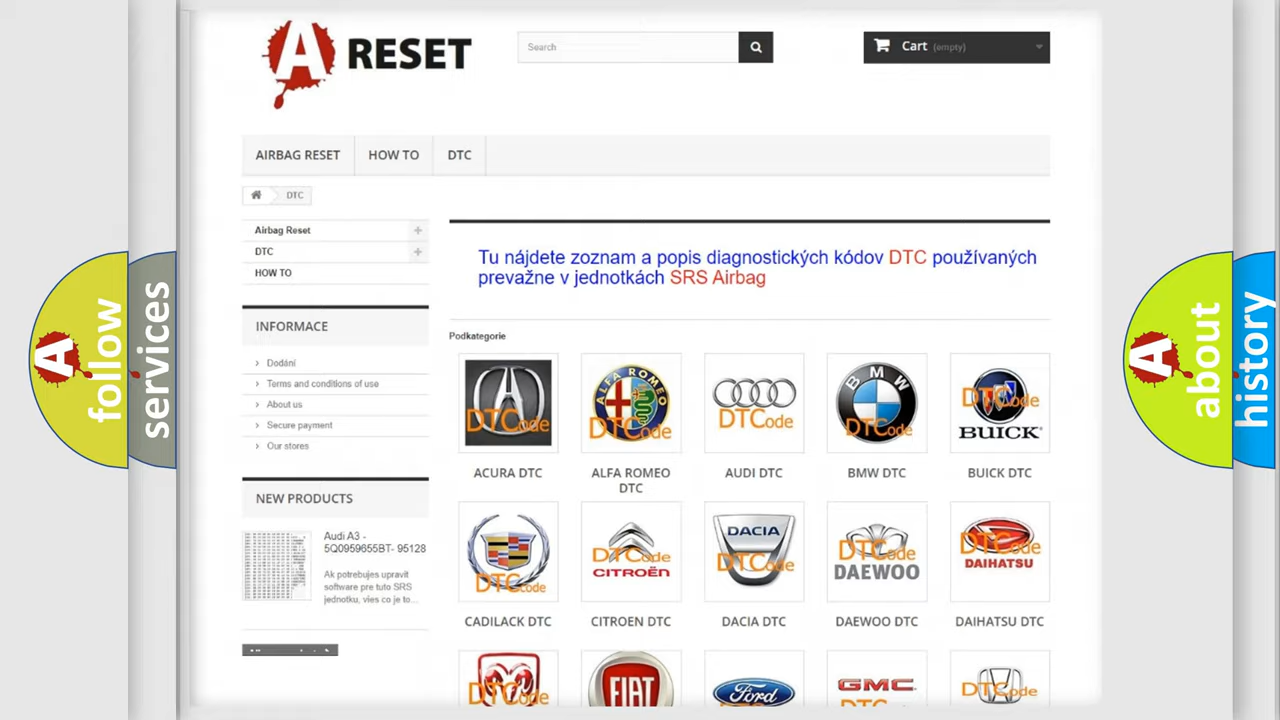 A RESET
Search
Cart (empty)
AIRBAG RESET
HOW TO
DTC
DTC
Airbag Reset
DTC
HOW TO
INFORMACE
Dodání
Terms and conditions of use
About us
Secure payment
Our stores
NEW PRODUCTS
Audi A3 -
5Q0959655BT- 95128
Ak potrebujes upravit
software pre tuto SRS
jednotku, vies co je to...
Tu nájdete zoznam a popis diagnostických kódov DTC používaných
prevažne v jednotkách SRS Airbag
Podkategorie
DTCode
ALFA ROMEO
DTCode
DTCode
BMW
DTCode
DTCode
BUICK
ACURA DTC
ALFA ROMEO
DTC
AUDI DTC
BMW DTC
BUICK DTC
DTCode
DTCode
CITROËN
DACIA
DTCode
DTCode
DAEWOO
DTCode
DAIHATSU
CADILACK DTC
CITROEN DTC
DACIA DTC
DAEWOO DTC
DAIHATSU DTC
DTCode
FIAT
Ford
GMC
DTCode
A
follow
services
A
about
history